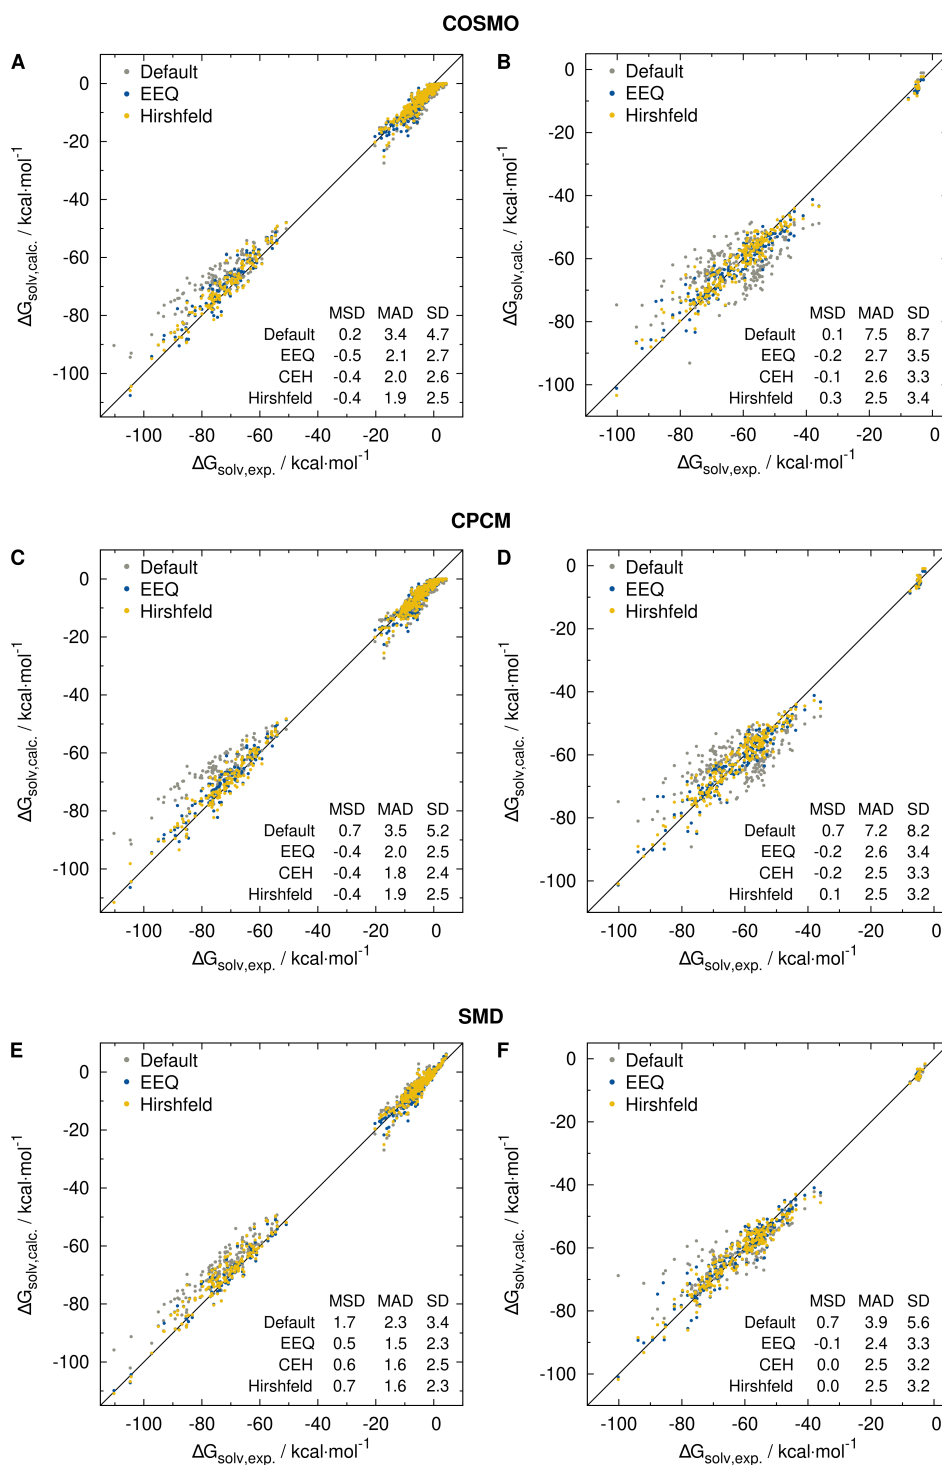 COSMO
A
Default
EEQ
Hirshfeld
0
-20
-40
-60
-80
-100
ΔGsolv,calc. / kcal·mol⁻¹
MSD MAD SD
Default 0.2 3.4 4.7
EEQ -0.5 2.1 2.7
CEH -0.4 2.0 2.6
Hirshfeld -0.4 1.9 2.5
-100 -80 -60 -40 -20 0
ΔGsolv,exp. / kcal·mol⁻¹
B
Default
EEQ
Hirshfeld
0
-20
-40
-60
-80
-100
ΔGsolv,calc. / kcal·mol⁻¹
MSD MAD SD
Default 0.1 7.5 8.7
EEQ -0.2 2.7 3.5
CEH -0.1 2.6 3.3
Hirshfeld 0.3 2.5 3.4
-100 -80 -60 -40 -20 0
ΔGsolv,exp. / kcal·mol⁻¹
CPCM
C
Default
EEQ
Hirshfeld
0
-20
-40
-60
-80
-100
ΔGsolv,calc. / kcal·mol⁻¹
MSD MAD SD
Default 0.7 3.5 5.2
EEQ -0.4 2.0 2.5
CEH -0.4 1.8 2.4
Hirshfeld -0.4 1.9 2.5
-100 -80 -60 -40 -20 0
ΔGsolv,exp. / kcal·mol⁻¹
D
Default
EEQ
Hirshfeld
0
-20
-40
-60
-80
-100
ΔGsolv,calc. / kcal·mol⁻¹
MSD MAD SD
Default 0.7 7.2 8.2
EEQ -0.2 2.6 3.4
CEH -0.2 2.5 3.3
Hirshfeld 0.1 2.5 3.2
-100 -80 -60 -40 -20 0
ΔGsolv,exp. / kcal·mol⁻¹
SMD
E
Default
EEQ
Hirshfeld
0
-20
-40
-60
-80
-100
ΔGsolv,calc. / kcal·mol⁻¹
MSD MAD SD
Default 1.7 2.3 3.4
EEQ 0.5 1.5 2.3
CEH 0.6 1.6 2.5
Hirshfeld 0.7 1.6 2.3
-100 -80 -60 -40 -20 0
ΔGsolv,exp. / kcal·mol⁻¹
F
Default
EEQ
Hirshfeld
0
-20
-40
-60
-80
-100
ΔGsolv,calc. / kcal·mol⁻¹
MSD MAD SD
Default 0.7 3.9 5.6
EEQ -0.1 2.4 3.3
CEH 0.0 2.5 3.2
Hirshfeld 0.0 2.5 3.2
-100 -80 -60 -40 -20 0
ΔGsolv,exp. / kcal·mol⁻¹